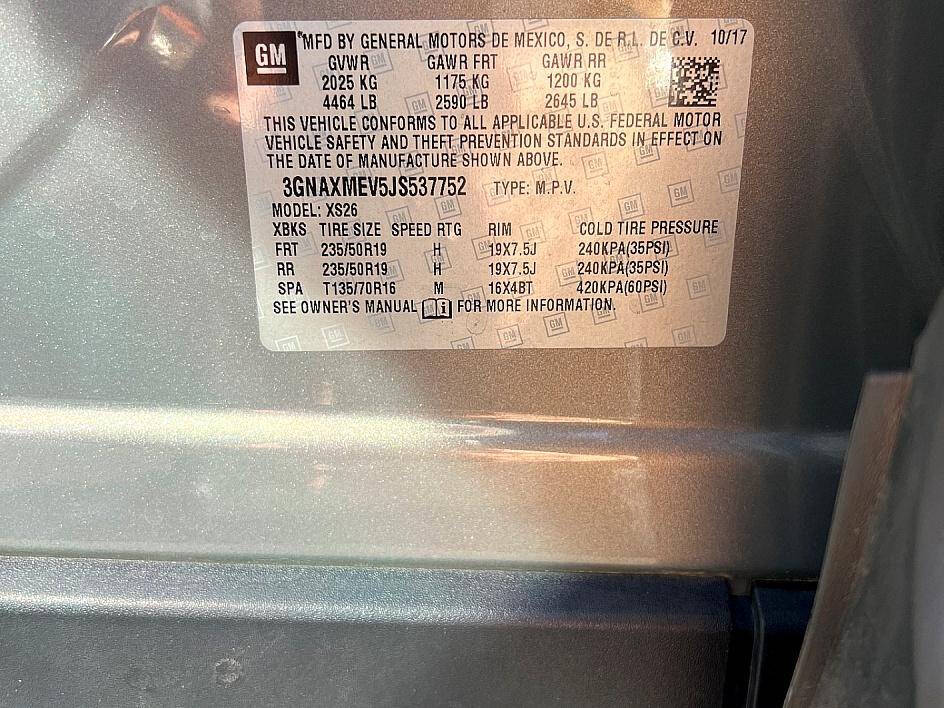 GM ®MFD BY GENERAL MOTORS DE MEXICO, S. DE R.L. DE C.V. 10/17
GVWR GAWR FRT GAWR RR
2025 KG 1175 KG 1200 KG
4464 LB 2590 LB 2645 LB
THIS VEHICLE CONFORMS TO ALL APPLICABLE U.S. FEDERAL MOTOR
VEHICLE SAFETY AND THEFT PREVENTION STANDARDS IN EFFECT ON
THE DATE OF MANUFACTURE SHOWN ABOVE.
3GNAXMEV5JS537752 TYPE: M.P.V.
MODEL: XS26
XBKS TIRE SIZE SPEED RTG RIM COLD TIRE PRESSURE
FRT 235/50R19 H 19X7.5J 240KPA(35PSI)
RR 235/50R19 H 19X7.5J 240KPA(35PSI)
SPA T135/70R16 M 16X4BT 420KPA(60PSI)
SEE OWNER'S MANUAL i FOR MORE INFORMATION.